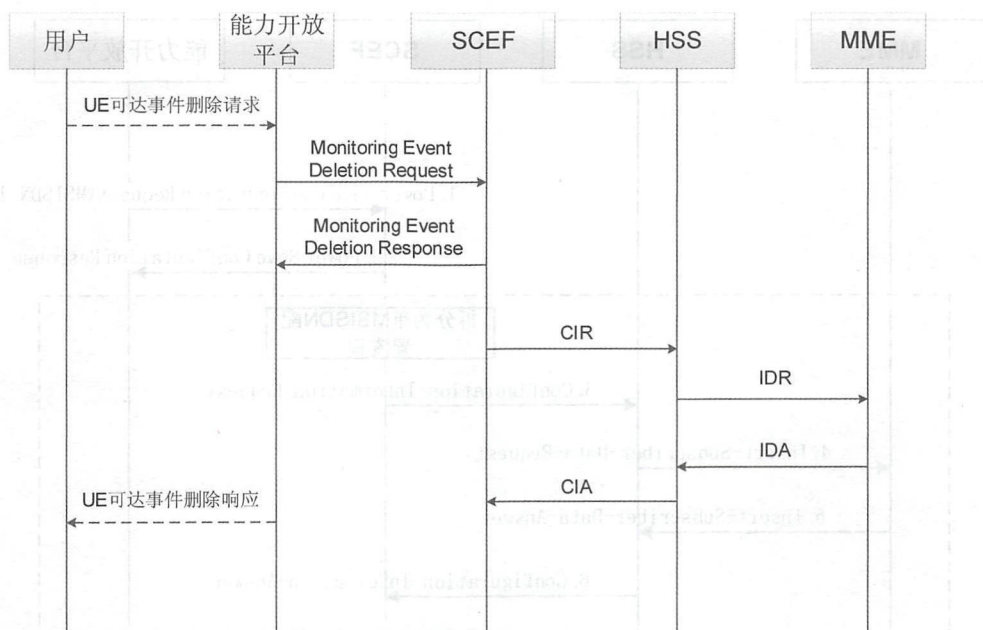 用户
能力开放
平台
SCEF
HSS
MME
UE可达事件删除请求
Monitoring Event
Deletion Request
Monitoring Event
Deletion Response
CIR
IDR
IDA
CIA
UE可达事件删除响应